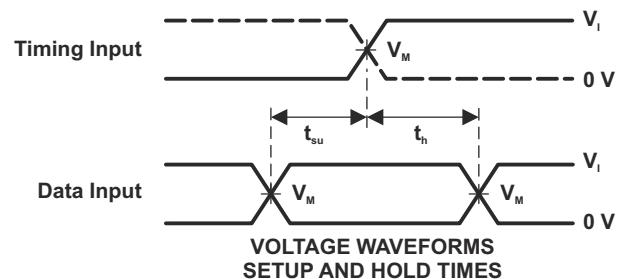 V_I
Timing Input
V_M
0 V
t_su
t_h
V_I
Data Input
V_M
V_M
0 V
VOLTAGE WAVEFORMS
SETUP AND HOLD TIMES